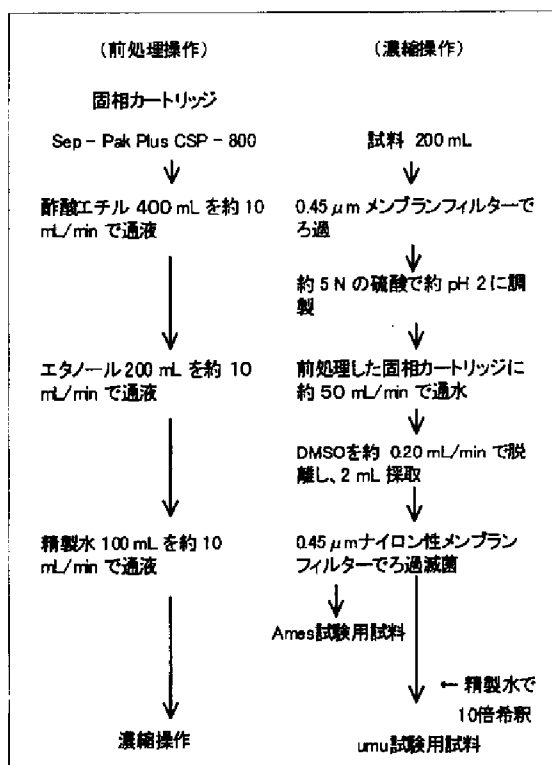 （前処理操作）
固相カートリッジ
Sep－Pak Plus CSP－800
酢酸エチル 400 mL を約 10
mL/min で通液
エタノール 200 mL を約 10
mL/min で通液
精製水 100 mL を約 10
mL/min で通液
濃縮操作
（濃縮操作）
試料 200 mL
0.45 μm メンブランフィルターで
ろ過
約 5 N の硫酸で約 pH 2 に調
製
前処理した固相カートリッジに
約 50 mL/min で通水
DMSOを約 0.20 mL/min で脱
離し、2 mL 採取
0.45 μmナイロン性メンブラン
フィルターでろ過滅菌
Ames試験用試料
← 精製水で
10倍希釈
umu試験用試料